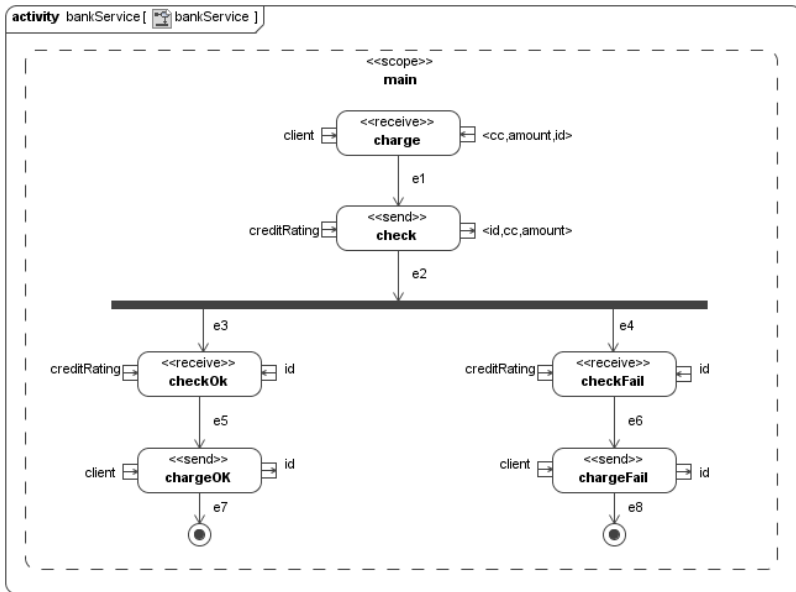 activity bankService [ bankService ]
<<scope>>
main
<<receive>>
charge
client
<cc,amount,id>
e1
<<send>>
check
creditRating
<id,cc,amount>
e2
e3
e4
<<receive>>
checkOk
creditRating
id
<<receive>>
checkFail
creditRating
id
e5
e6
<<send>>
chargeOK
client
id
<<send>>
chargeFail
client
id
e7
e8